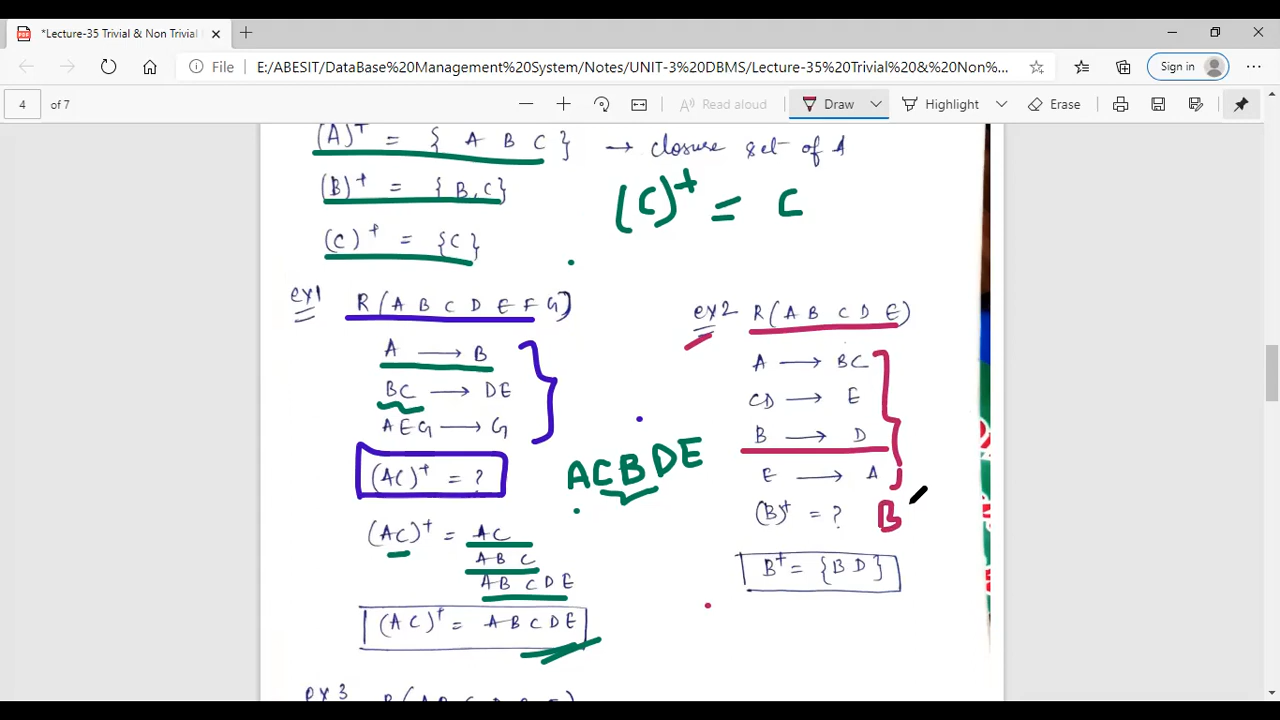 *Lecture-35 Trivial & Non Trivial
File E:/ABESIT/DataBase%20Management%20System/Notes/UNIT-3%20DBMS/Lecture-35%20Trivial%20&%20Non%... Sign in
4 of 7 Read aloud Draw Highlight Erase
(A)+ = { A B C } → closure set of A
(B)+ = { B, C}
(C)+ = C
(C)+ = {C}
ex1 R(A B C D E F G)
A → B
BC → DE
AEG → G
(AC)+ = ?
ACBDE
(AC)+ = AC
ABC
AB CDE
(AC)+ = ABCDE
ex2 R(A B C D E)
A → BC
CD → E
B → D
E → A
(B)+ = ? B
B+ = {B D}
ex3